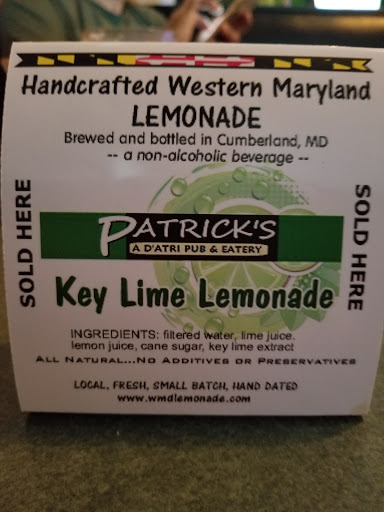 Handcrafted Western Maryland
LEMONADE
Brewed and bottled in Cumberland, MD
-- a non-alcoholic beverage --
SOLD HERE
SOLD HERE
PATRICK'S
A D'ATRI PUB & EATERY
Key Lime Lemonade
INGREDIENTS: filtered water, lime juice,
lemon juice, cane sugar, key lime extract
ALL NATURAL...NO ADDITIVES OR PRESERVATIVES
LOCAL, FRESH, SMALL BATCH, HAND DATED
www.wmdlemonade.com